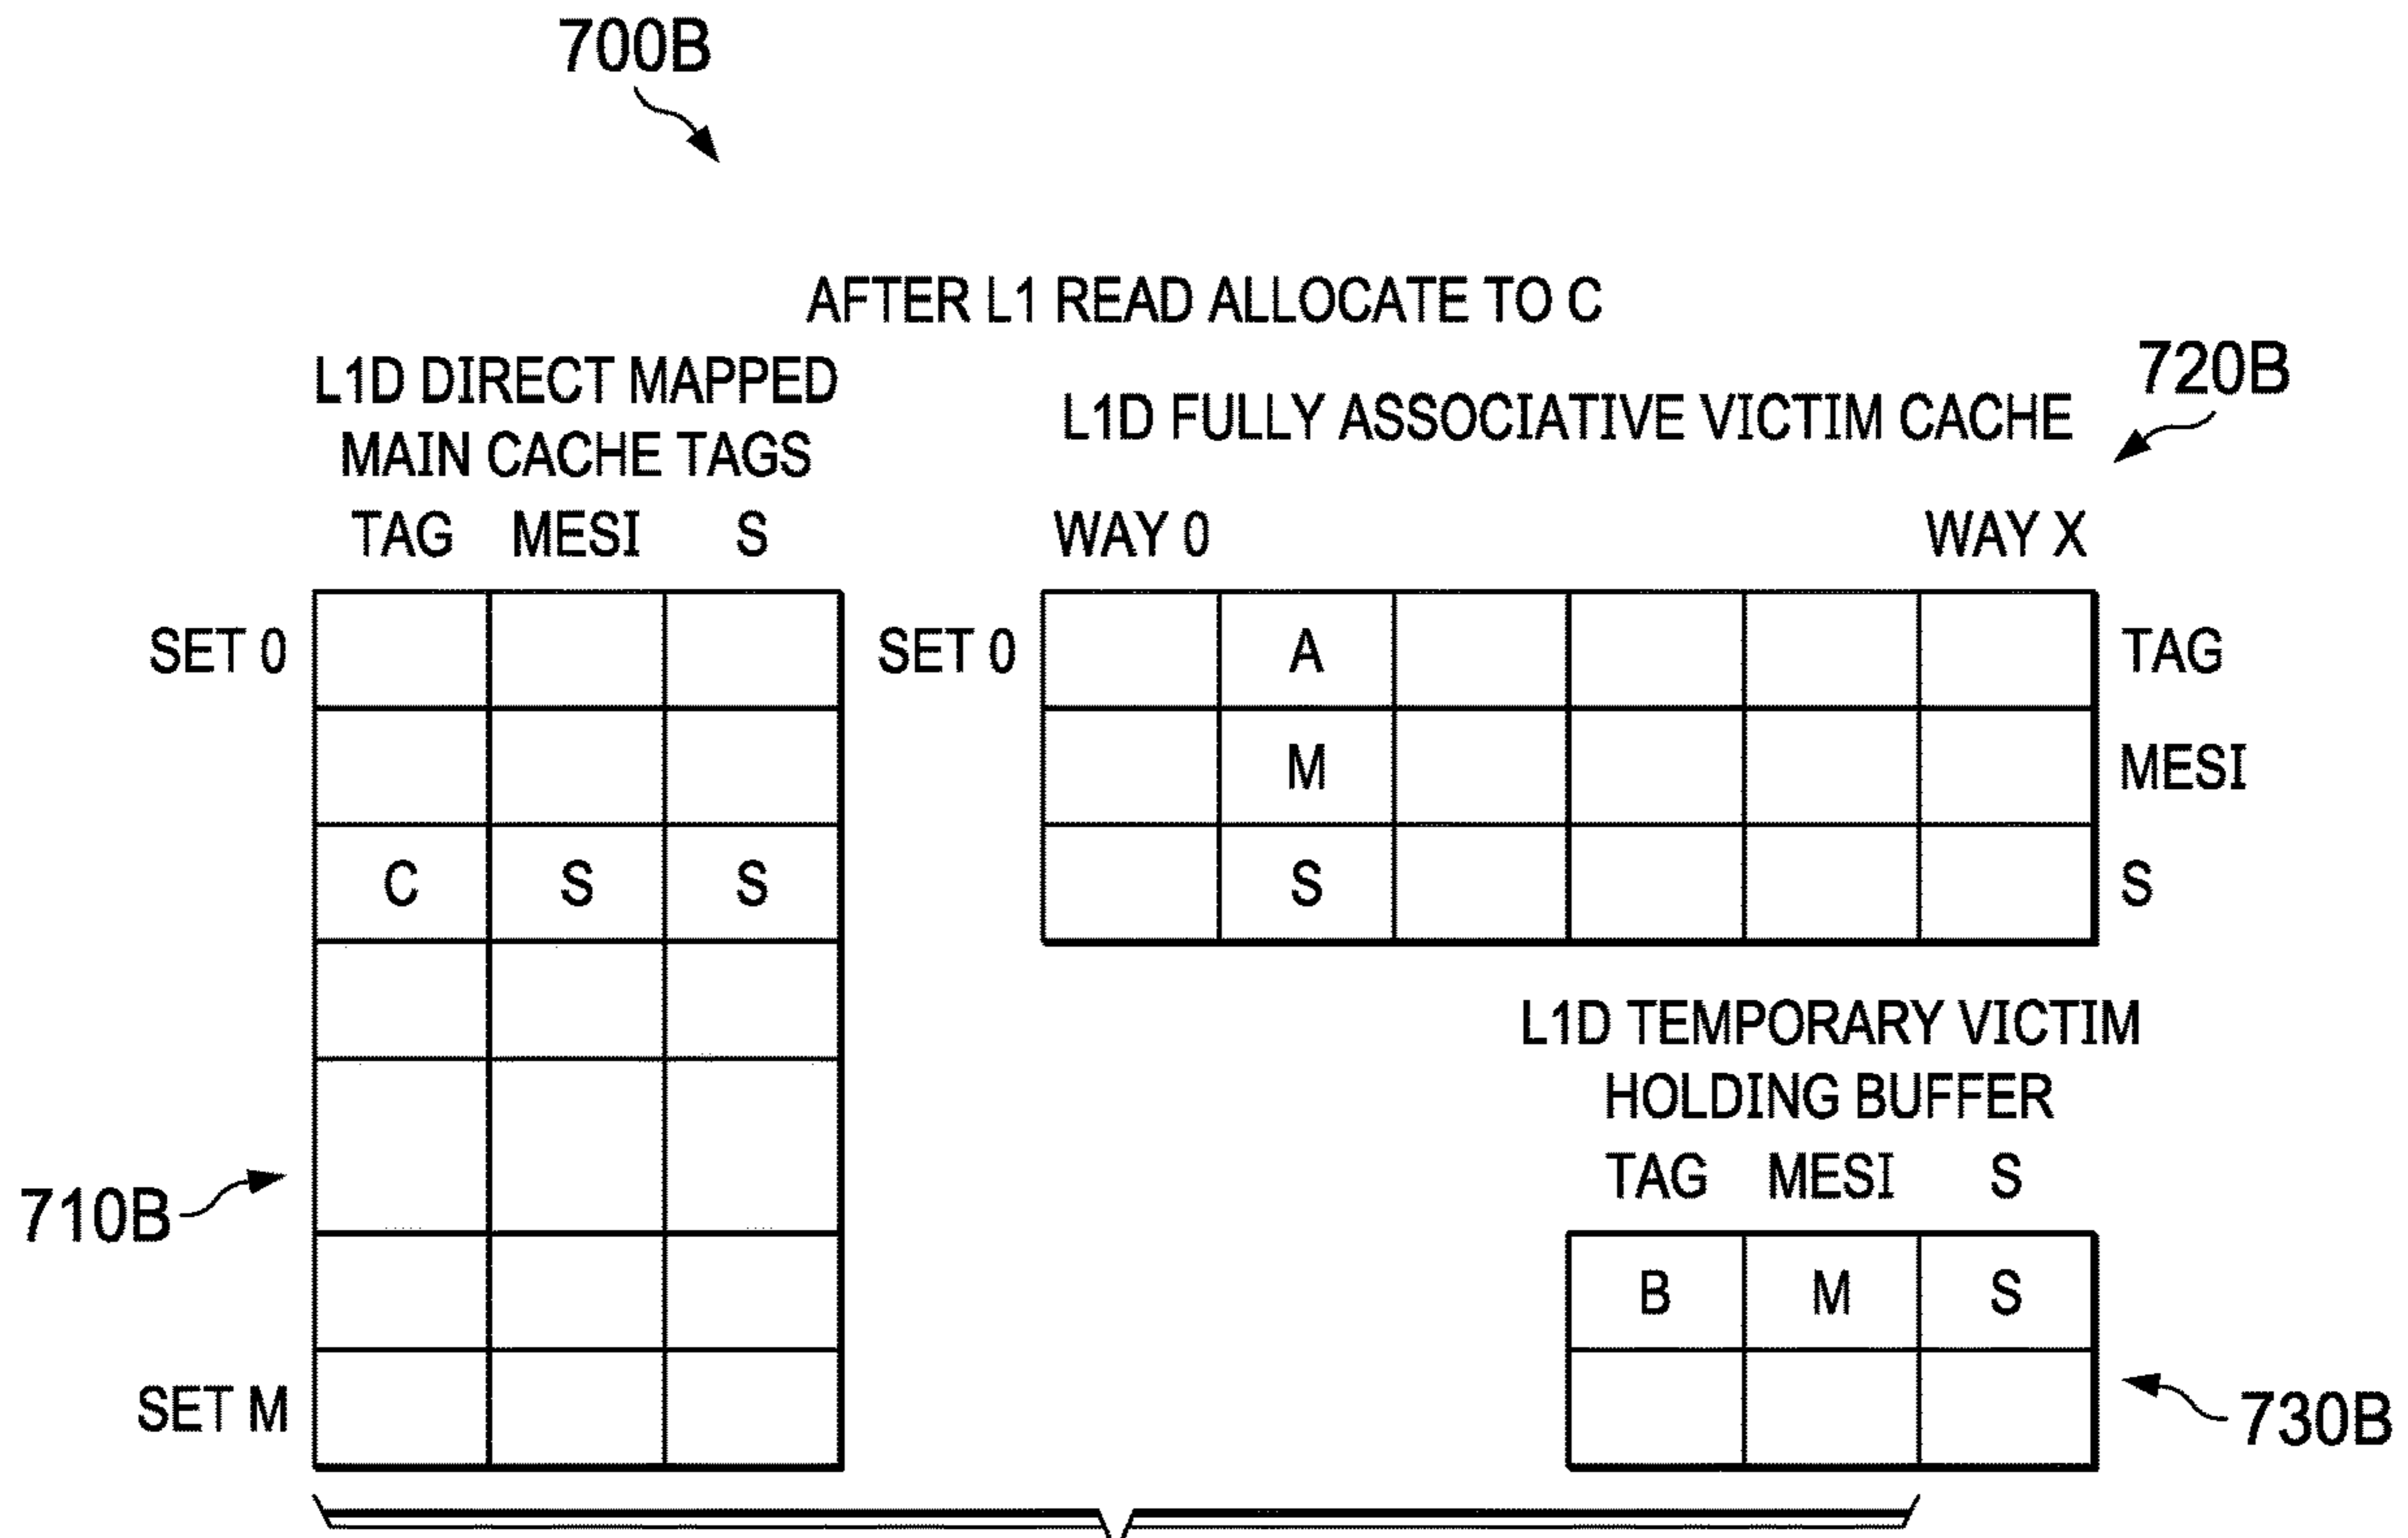 700B
AFTER L1 READ ALLOCATE TO C
L1D DIRECT MAPPED
MAIN CACHE TAGS
TAG MESI S
SET 0
C S S
SET M
710B
L1D FULLY ASSOCIATIVE VICTIM CACHE
720B
WAY 0 WAY X
SET 0 A TAG
M MESI
S S
L1D TEMPORARY VICTIM
HOLDING BUFFER
TAG MESI S
B M S
730B